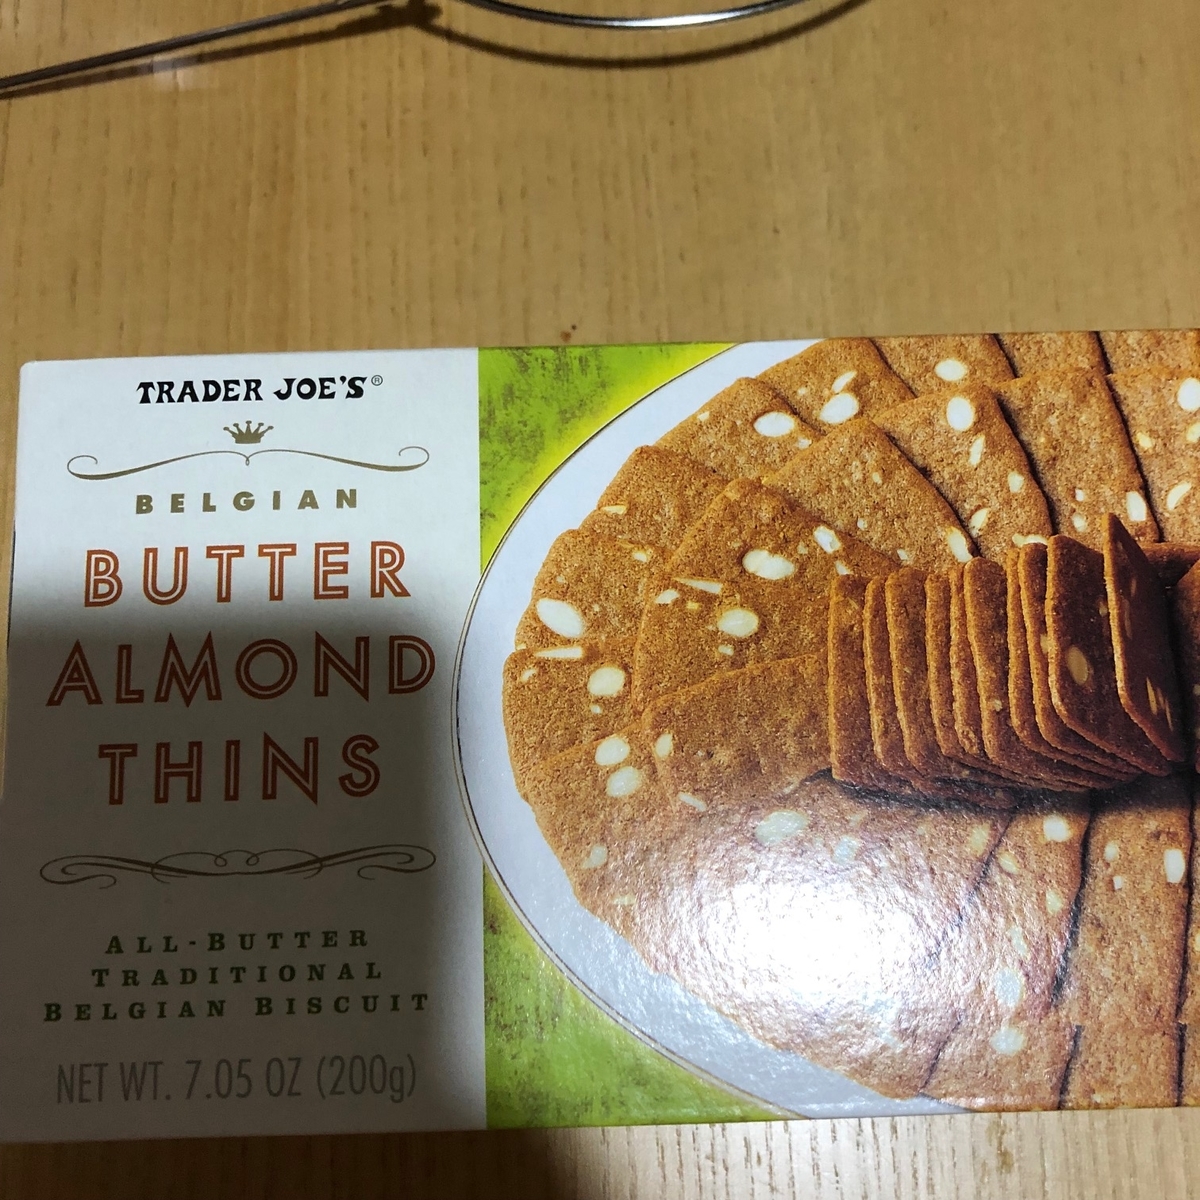 TRADER JOE'S®
BELGIAN
BUTTER
ALMOND
THINS
ALL-BUTTER
TRADITIONAL
BELGIAN BISCUIT
NET WT. 7.05 OZ (200g)